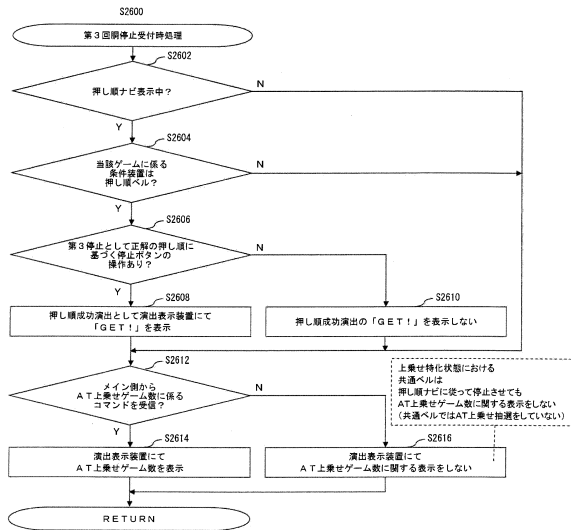 S2600
第3回胴停止受付時処理
S2602
押し順ナビ表示中?
N
Y
S2604
当該ゲームに係る
条件装置は
押し順ベル?
N
Y
S2606
第3停止として正解の押し順に
基づく停止ボタンの
操作あり?
N
Y
S2608
押し順成功演出として演出表示装置にて
「GET!」を表示
S2610
押し順成功演出の「GET!」を表示しない
S2612
メイン側から
AT上乗せゲーム数に係る
コマンドを受信?
N
Y
上乗せ特化状態における
共通ベルは
押し順ナビに従って停止させても
AT上乗せゲーム数に関する表示をしない
(共通ベルではAT上乗せ抽選をしていない)
S2614
演出表示装置にて
AT上乗せゲーム数を表示
S2616
演出表示装置にて
AT上乗せゲーム数に関する表示をしない
RETURN